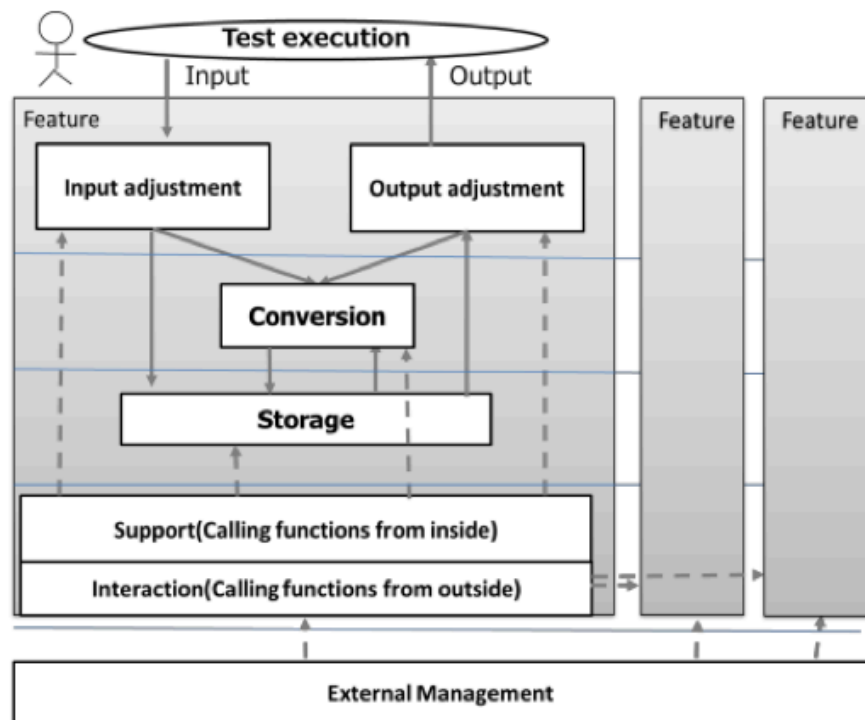 Test execution
Input
Output
Feature
Feature
Feature
Input adjustment
Output adjustment
Conversion
Storage
Support(Calling functions from inside)
Interaction(Calling functions from outside)
External Management